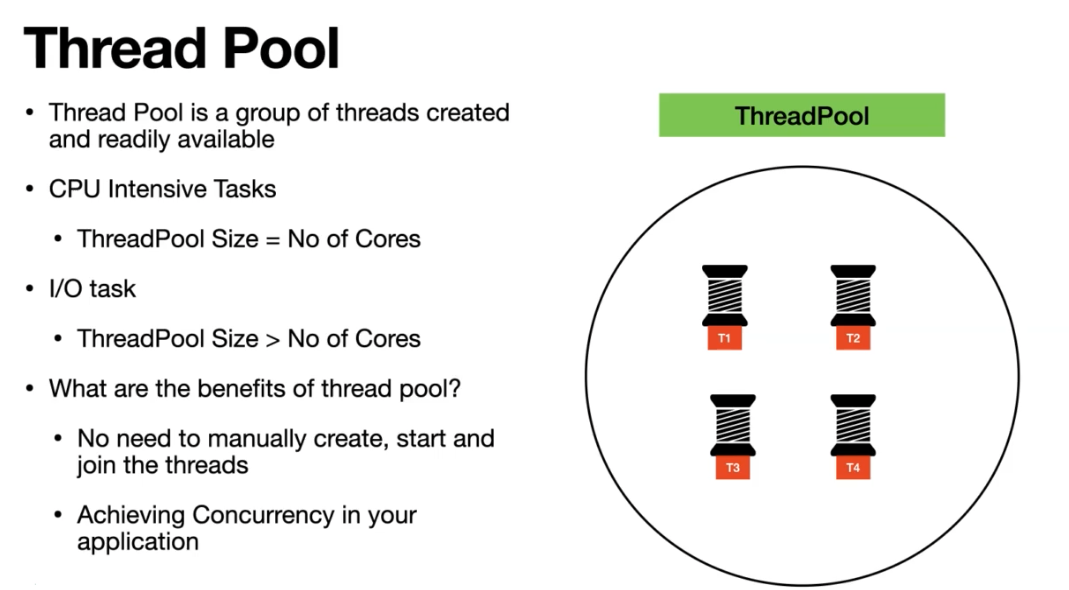 Thread Pool
• Thread Pool is a group of threads created
and readily available
• CPU Intensive Tasks
• ThreadPool Size = No of Cores
• I/O task
• ThreadPool Size > No of Cores
• What are the benefits of thread pool?
• No need to manually create, start and
join the threads
• Achieving Concurrency in your
application
ThreadPool
T1
T2
T3
T4